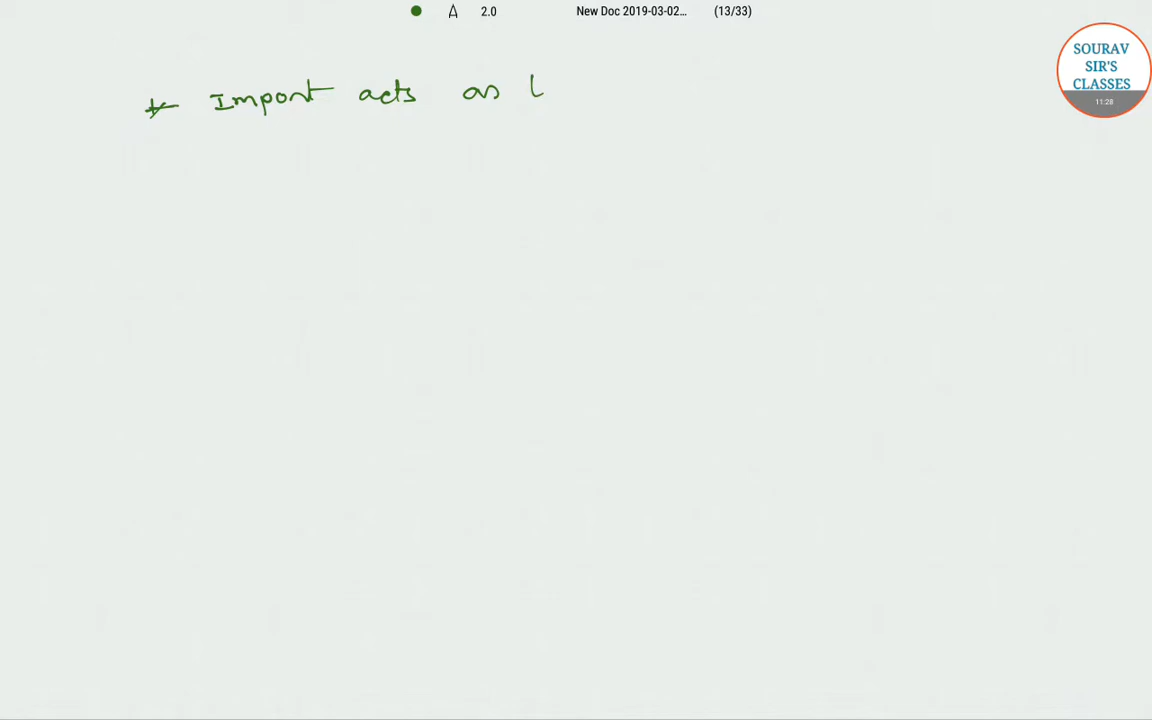 2.0 New Doc 2019-03-02... (13/33)
SOURAV
SIR'S
CLASSES
11:28
* Import acts as l